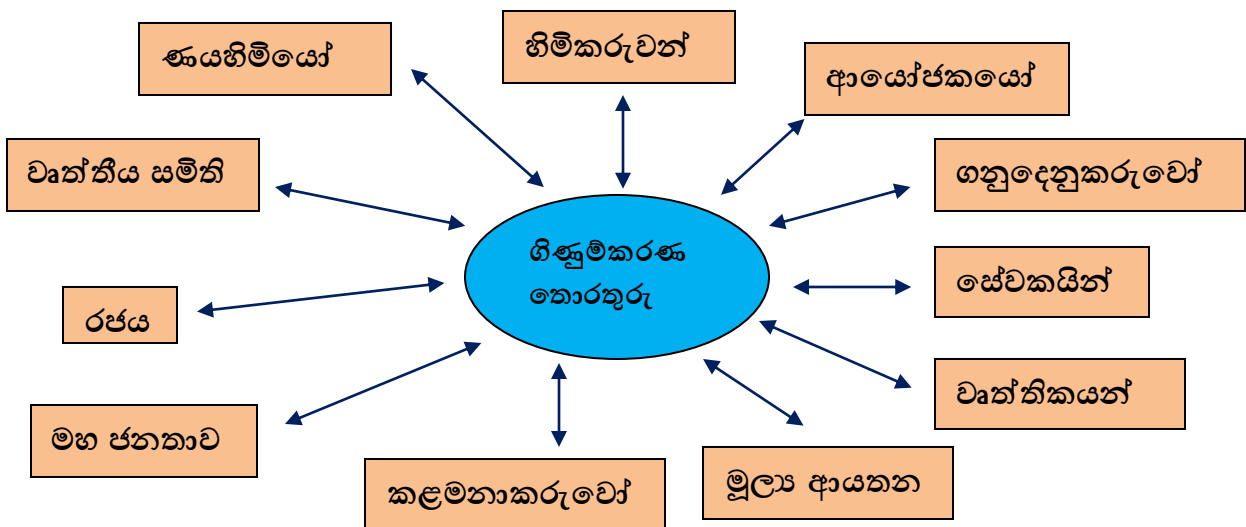 හිමිකරුවන්
ණයහිමියෝ
ආයෝජකයෝ
වෘත්තීය සමිති
ගනුදෙනුකරුවෝ
ගිණුම්කරණ
තොරතුරු
සේවකයින්
රජය
වෘත්තිකයන්
මහ ජනතාව
මූල්‍ය ආයතන
කළමනාකරුවෝ